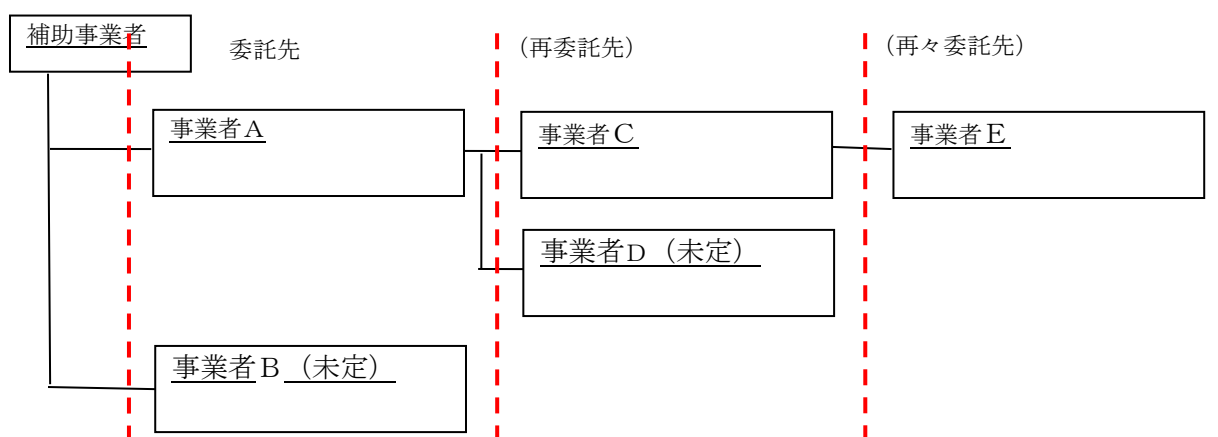 補助事業者
委託先
（再委託先）
（再々委託先）
事業者A
事業者C
事業者E
事業者D（未定）
事業者B（未定）